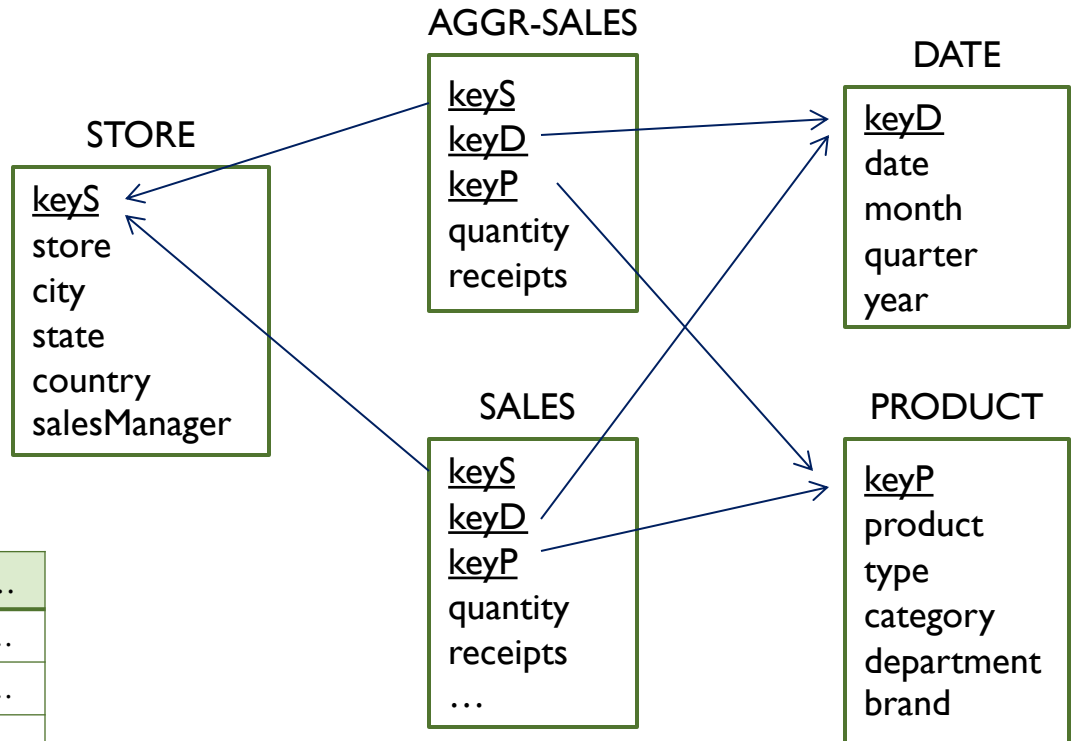 AGGR-SALES
keyS
keyD
keyP
quantity
receipts
DATE
keyD
date
month
quarter
year
STORE
keyS
store
city
state
country
salesManager
SALES
keyS
keyD
keyP
quantity
receipts
…
PRODUCT
keyP
product
type
category
department
brand
..
..
..